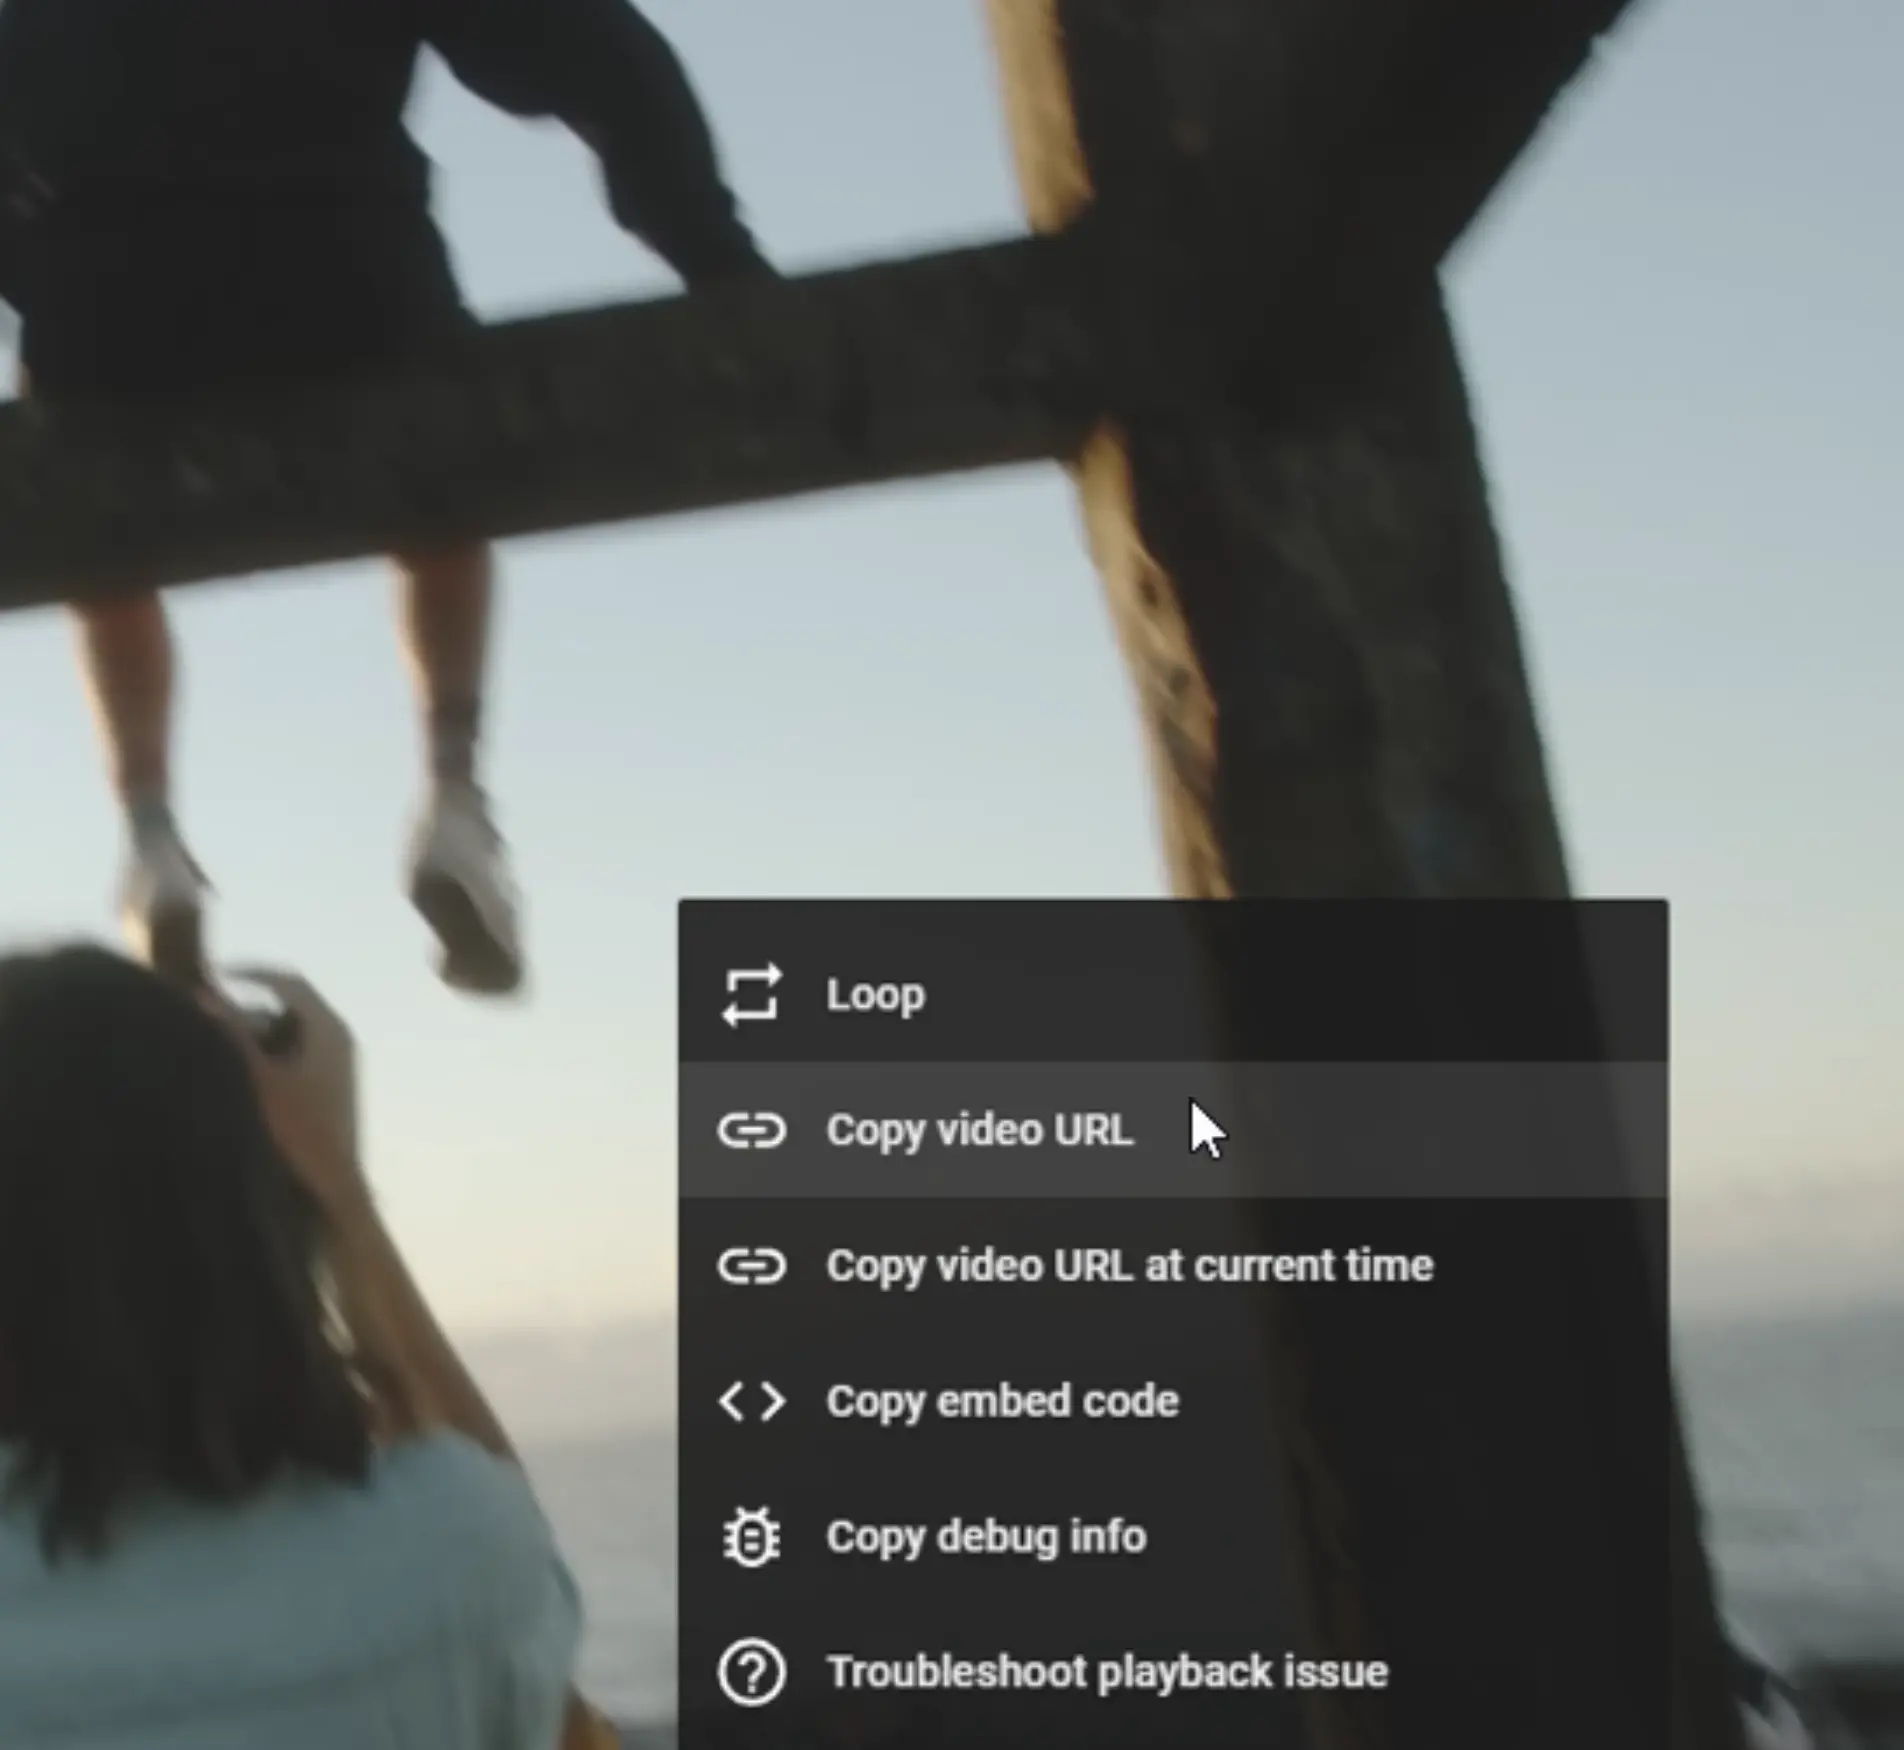 Loop
Copy video URL
Copy video URL at current time
Copy embed code
Copy debug info
Troubleshoot playback issue